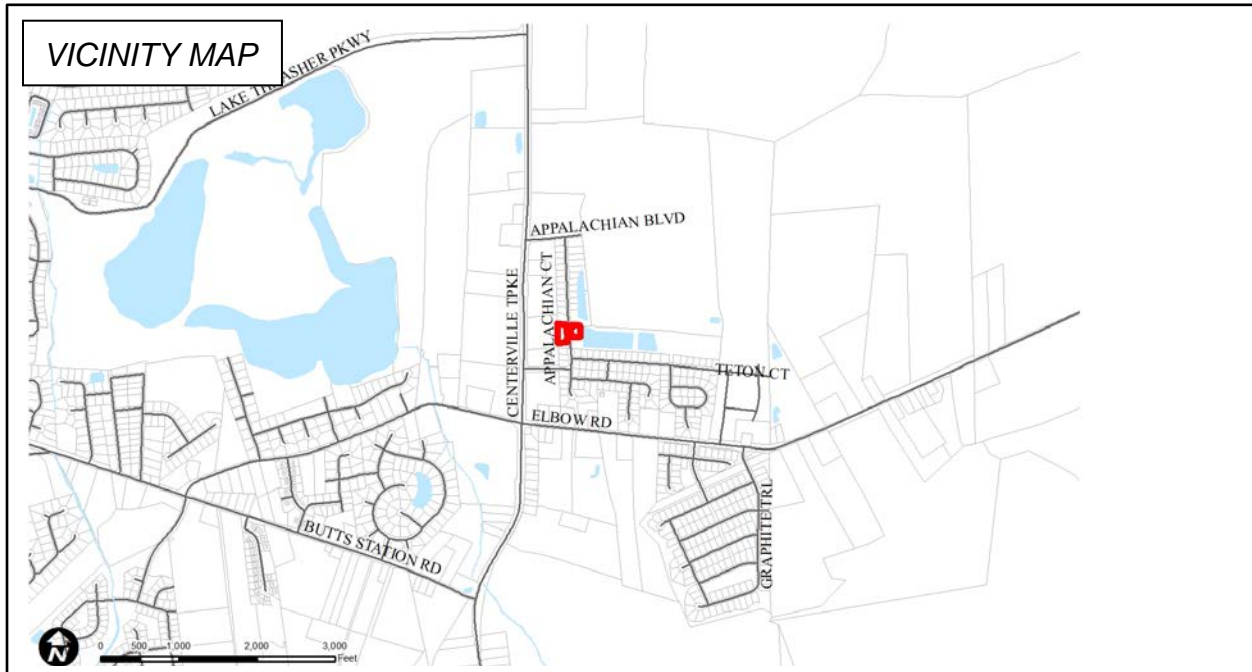 VICINITY MAP
LAKE THRASHER PKWY
APPALACHIAN BLVD
APPALACHIAN CT
CENTERVILLE TPKE
TETON CT
ELBOW RD
GRAPHITE TRL
BUTTS STATION RD
N
0 500 1,000 2,000 3,000
Feet